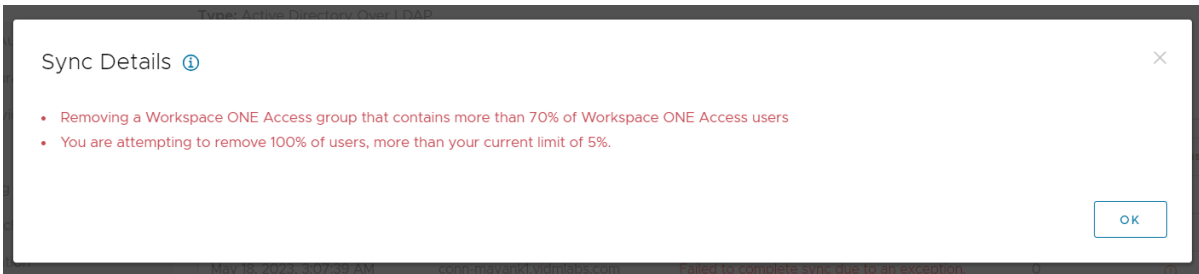 Type: Active Directory Over LDAP
Sync Details
Removing a Workspace ONE Access group that contains more than 70% of Workspace ONE Access users
You are attempting to remove 100% of users, more than your current limit of 5%.
OK
May 18, 2023, 3:07:39 AM conn-mayank1.vidmlabs.com Failed to complete sync due to an exception 0